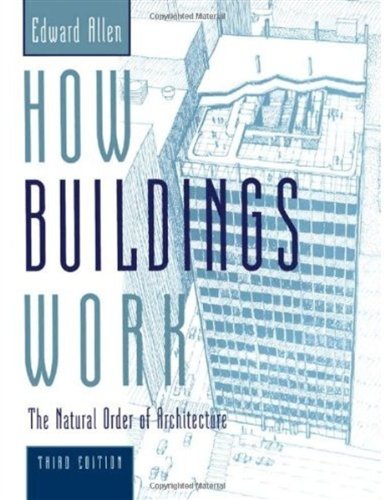 Edward Allen
HOW
BUILDINGS
WORK
The Natural Order of Architecture
THIRD EDITION